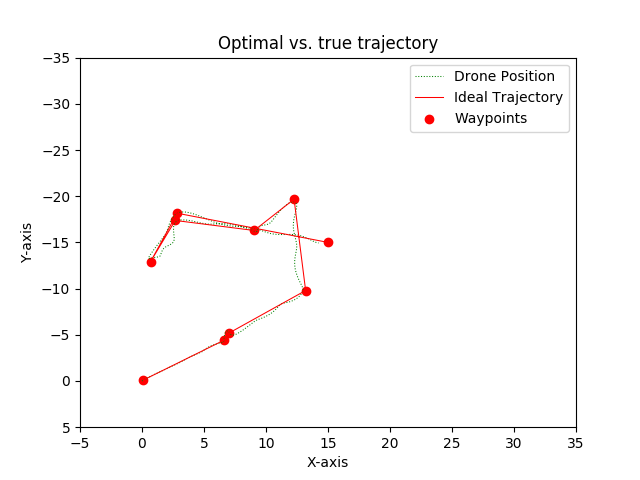 Optimal vs. true trajectory
Drone Position
Ideal Trajectory
Waypoints
−35
−30
−25
−20
−15
−10
−5
0
5
Y-axis
−5 0 5 10 15 20 25 30 35
X-axis